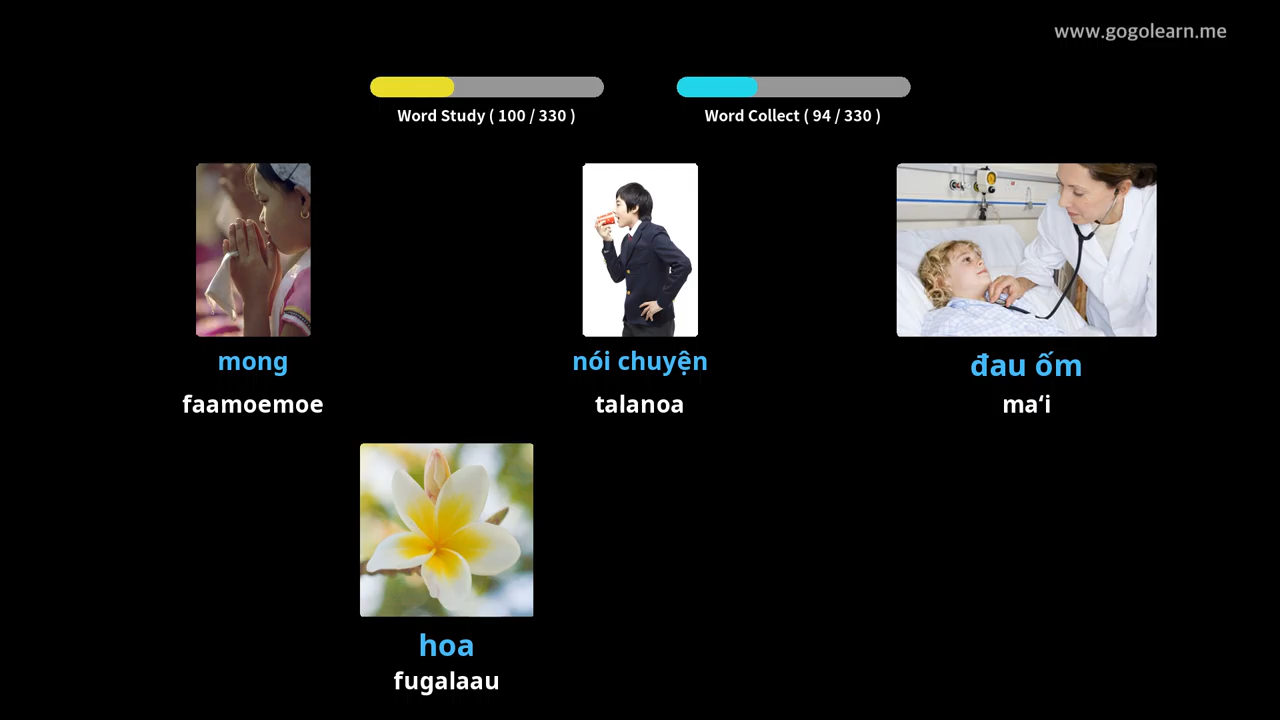 www.gogolearn.me
Word Study ( 100 / 330 )
Word Collect ( 94 / 330 )
mong
nói chuyện
đau ốm
faamoemoe
talanoa
maʻi
hoa
fugalaau